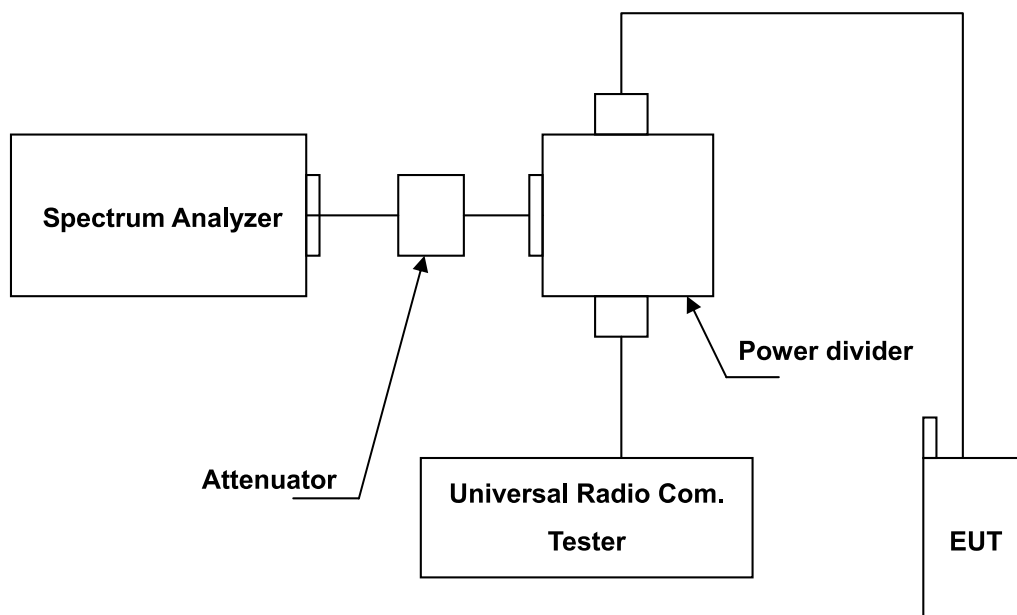 Spectrum Analyzer
Power divider
Attenuator
Universal Radio Com.
Tester
EUT